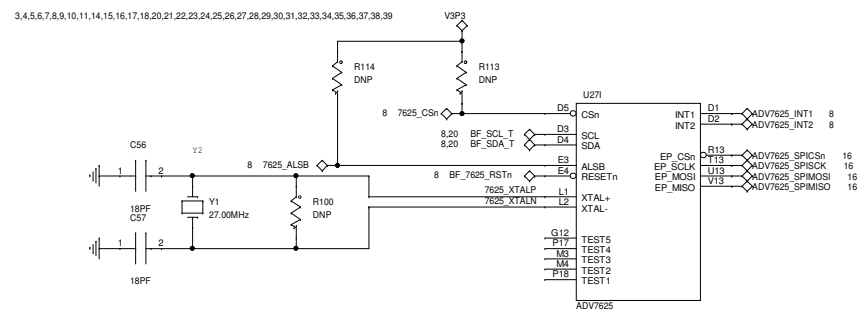 3,4,5,6,7,8,9,10,11,14,15,16,17,18,20,21,22,23,24,25,26,27,28,29,30,31,32,33,34,35,36,37,38,39
V3P3
R114
DNP
R113
DNP
U27I
8 7625_CSn
D5
CSn
INT1
D1
ADV7625_INT1 8
INT2
D2
ADV7625_INT2 8
8,20 BF_SCL_T
D3
SCL
8,20 BF_SDA_T
D4
SDA
C56
1
2
18PF
Y2
8 7625_ALSB
E3
ALSB
8 BF_7625_RSTn
E4
RESETn
EP_CSn
R13
ADV7625_SPICSn 16
EP_SCLK
T13
ADV7625_SPISCK 16
EP_MOSI
U13
ADV7625_SPIMOSI 16
EP_MISO
V13
ADV7625_SPIMISO 16
7625_XTALP
L1
XTAL+
7625_XTALN
L2
XTAL-
Y1
27.00MHz
R100
DNP
C57
1
2
18PF
G12
TEST5
P17
TEST4
M3
TEST3
M4
TEST2
P18
TEST1
ADV7625